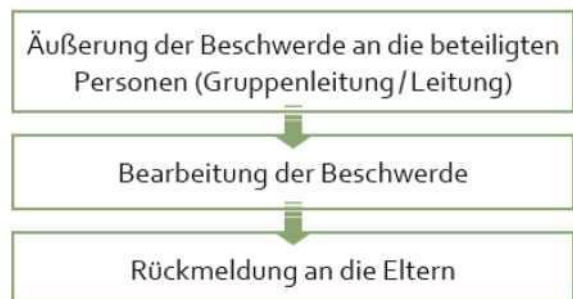 Äußerung der Beschwerde an die beteiligten
Personen (Gruppenleitung / Leitung)
Bearbeitung der Beschwerde
Rückmeldung an die Eltern